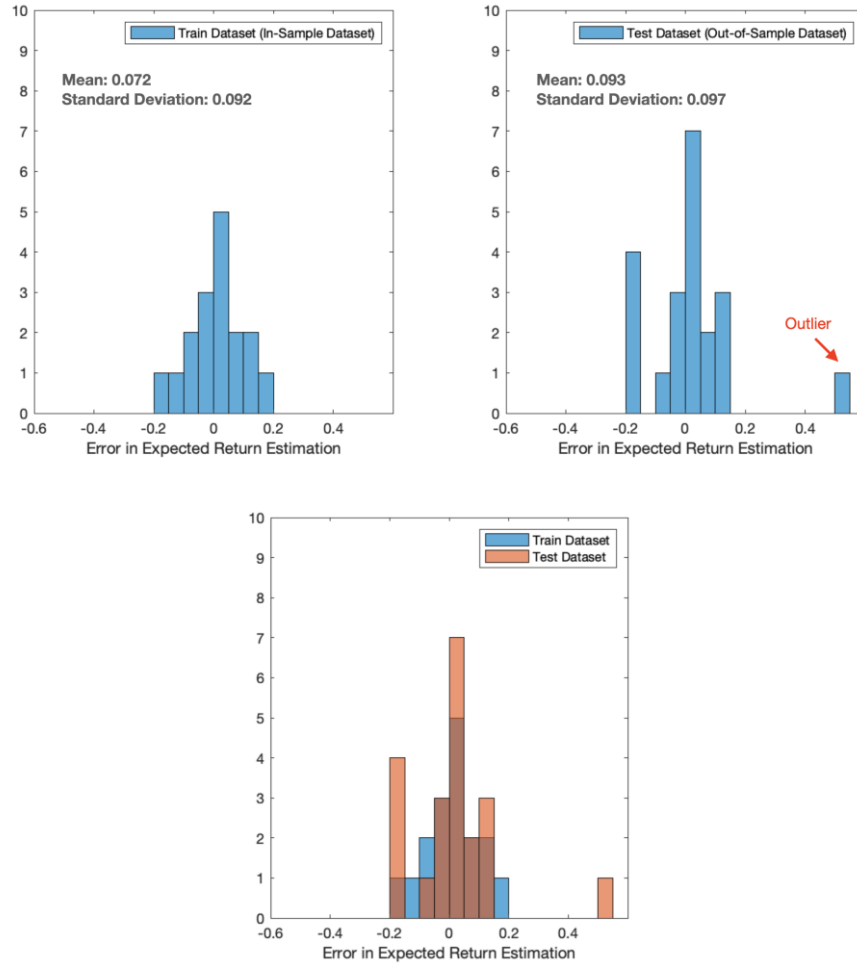 Train Dataset (In-Sample Dataset)
Mean: 0.072
Standard Deviation: 0.092
10
9
8
7
6
5
4
3
2
1
0
-0.6 -0.4 -0.2 0 0.2 0.4
Error in Expected Return Estimation
Test Dataset (Out-of-Sample Dataset)
Mean: 0.093
Standard Deviation: 0.097
Outlier
10
9
8
7
6
5
4
3
2
1
0
-0.6 -0.4 -0.2 0 0.2 0.4
Error in Expected Return Estimation
Train Dataset
Test Dataset
10
9
8
7
6
5
4
3
2
1
0
-0.6 -0.4 -0.2 0 0.2 0.4
Error in Expected Return Estimation